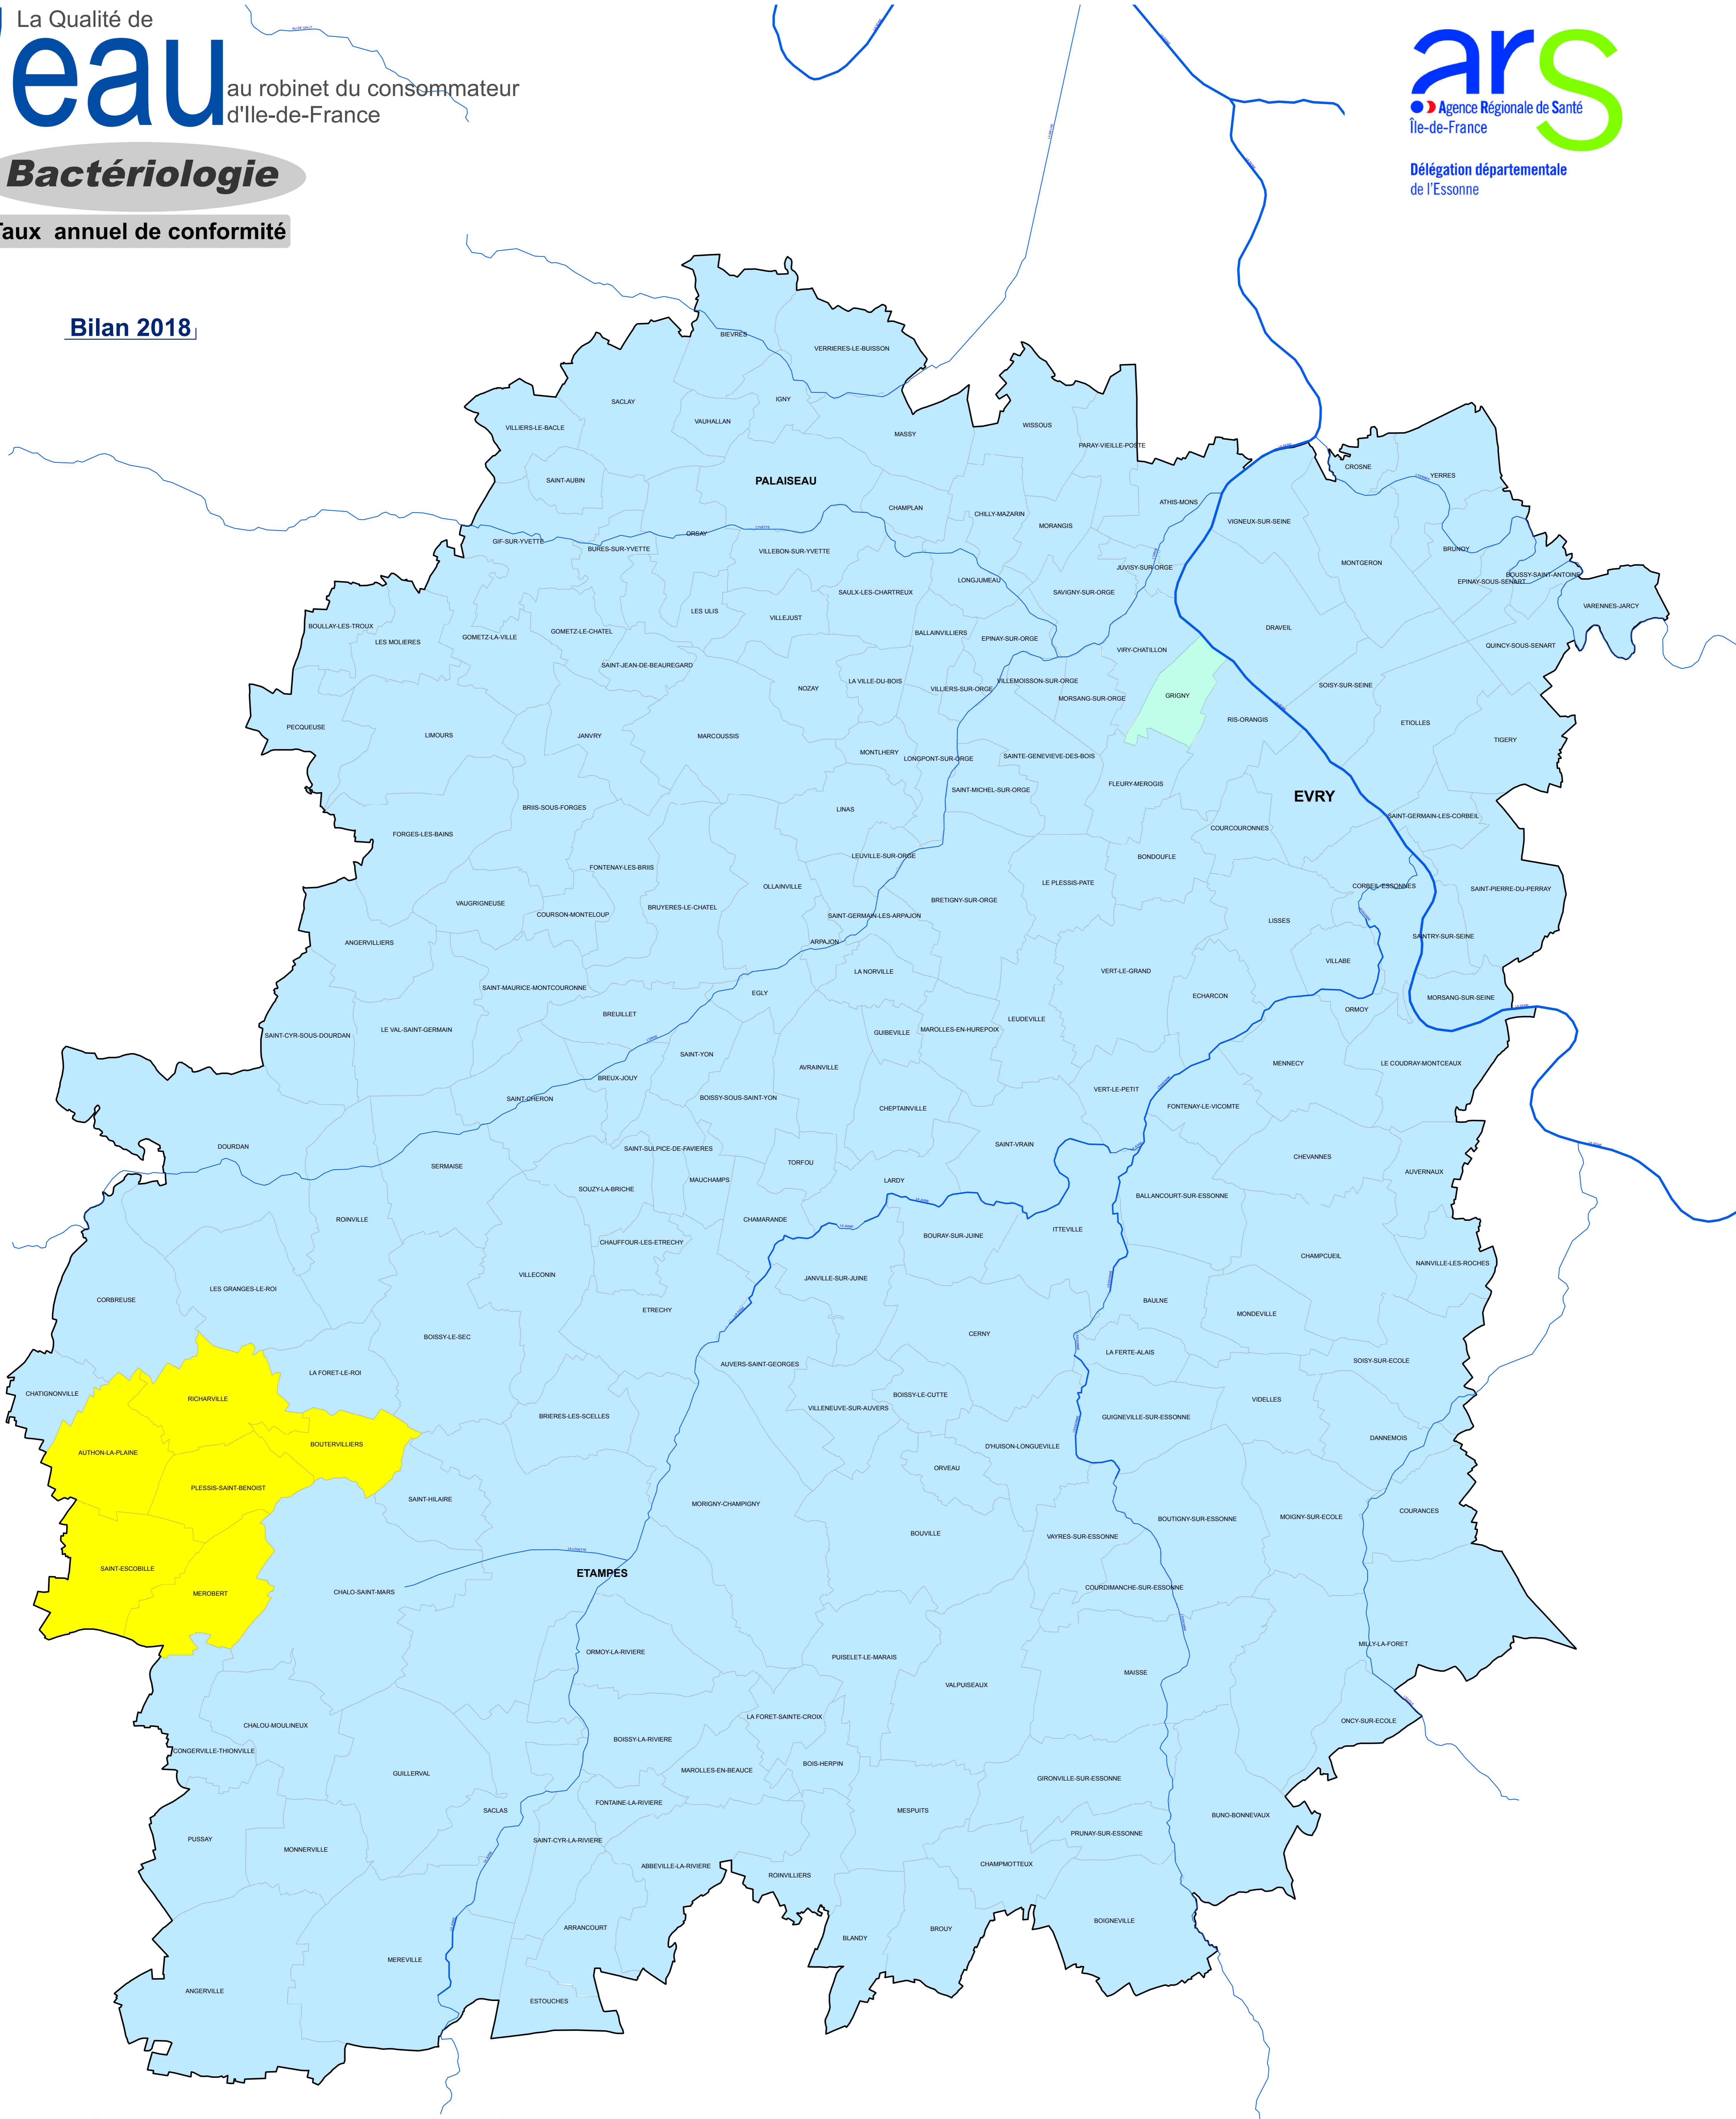 La Qualité de
eau
au robinet du consommateur
d'Ile-de-France
Bactériologie
Taux annuel de conformité
Bilan 2018
ars
Agence Régionale de Santé
Île-de-France
Délégation départementale
de l'Essonne
BIEVRES
VERRIERES-LE-BUISSON
SACLAY
IGNY
VAUHALLAN
VILLIERS-LE-BACLE
MASSY
WISSOUS
PARAY-VIEILLE-POSTE
CROSNE
YERRES
SAINT-AUBIN
PALAISEAU
ATHIS-MONS
CHAMPLAN
CHILLY-MAZARIN
MORANGIS
VIGNEUX-SUR-SEINE
ORSAY
GIF-SUR-YVETTE
BURES-SUR-YVETTE
VILLEBON-SUR-YVETTE
BRUNOY
MONTGERON
JUVISY-SUR-ORGE
BOUSSY-SAINT-ANTOINE
EPINAY-SOUS-SENART
LONGJUMEAU
SAULX-LES-CHARTREUX
SAVIGNY-SUR-ORGE
VARENNES-JARCY
LES ULIS
VILLEJUST
BOULLAY-LES-TROUX
LES MOLIERES
GOMETZ-LA-VILLE
GOMETZ-LE-CHATEL
BALLAINVILLIERS
EPINAY-SUR-ORGE
DRAVEIL
QUINCY-SOUS-SENART
VIRY-CHATILLON
SAINT-JEAN-DE-BEAUREGARD
NOZAY
LA VILLE-DU-BOIS
VILLIERS-SUR-ORGE
VILLEMOISSON-SUR-ORGE
MORSANG-SUR-ORGE
GRIGNY
SOISY-SUR-SEINE
RIS-ORANGIS
ETIOLLES
TIGERY
PECQUEUSE
LIMOURS
JANVRY
MARCOUSSIS
MONTLHERY
LONGPONT-SUR-ORGE
SAINTE-GENEVIEVE-DES-BOIS
FLEURY-MEROGIS
SAINT-MICHEL-SUR-ORGE
EVRY
BRIIS-SOUS-FORGES
LINAS
SAINT-GERMAIN-LES-CORBEIL
COURCOURONNES
FORGES-LES-BAINS
LEUVILLE-SUR-ORGE
BONDOUFLE
FONTENAY-LES-BRIIS
OLLAINVILLE
LE PLESSIS-PATE
CORBEIL-ESSONNES
SAINT-PIERRE-DU-PERRAY
VAUGRIGNEUSE
COURSON-MONTELOUP
BRUYERES-LE-CHATEL
BRETIGNY-SUR-ORGE
SAINT-GERMAIN-LES-ARPAJON
LISSES
SAINTRY-SUR-SEINE
ANGERVILLIERS
ARPAJON
VILLABE
LA NORVILLE
VERT-LE-GRAND
SAINT-MAURICE-MONTCOURONNE
EGLY
ECHARCON
MORSANG-SUR-SEINE
ORMOY
BREUILLET
LEUDEVILLE
SAINT-CYR-SOUS-DOURDAN
LE VAL-SAINT-GERMAIN
GUIBEVILLE
MAROLLES-EN-HUREPOIX
SAINT-YON
AVRAINVILLE
MENNECY
LE COUDRAY-MONTCEAUX
BREUX-JOUY
VERT-LE-PETIT
SAINT-CHERON
BOISSY-SOUS-SAINT-YON
CHEPTAINVILLE
FONTENAY-LE-VICOMTE
DOURDAN
SAINT-SULPICE-DE-FAVIERES
SAINT-VRAIN
CHEVANNES
SERMAISE
TORFOU
AUVERNAUX
SOUZY-LA-BRICHE
MAUCHAMPS
LARDY
BALLANCOURT-SUR-ESSONNE
ROINVILLE
CHAMARANDE
ITTEVILLE
BOURAY-SUR-JUINE
CHAUFFOUR-LES-ETRECHY
CHAMPCUEIL
NAINVILLE-LES-ROCHES
VILLECONIN
JANVILLE-SUR-JUINE
LES GRANGES-LE-ROI
CORBREUSE
ETRECHY
BAULNE
MONDEVILLE
BOISSY-LE-SEC
CERNY
LA FERTE-ALAIS
AUVERS-SAINT-GEORGES
SOISY-SUR-ECOLE
LA FORET-LE-ROI
CHATIGNONVILLE
RICHARVILLE
BOISSY-LE-CUTTE
VIDELLES
VILLENEUVE-SUR-AUVERS
BRIERES-LES-SCELLES
GUIGNEVILLE-SUR-ESSONNE
DANNEMOIS
BOUTERVILLIERS
D'HUISON-LONGUEVILLE
AUTHON-LA-PLAINE
ORVEAU
PLESSIS-SAINT-BENOIST
SAINT-HILAIRE
MORIGNY-CHAMPIGNY
COURANCES
BOUTIGNY-SUR-ESSONNE
MOIGNY-SUR-ECOLE
BOUVILLE
VAYRES-SUR-ESSONNE
SAINT-ESCOBILLE
ETAMPES
COURDIMANCHE-SUR-ESSONNE
MEROBERT
CHALO-SAINT-MARS
MILLY-LA-FORET
ORMOY-LA-RIVIERE
PUISELET-LE-MARAIS
MAISSE
VALPUISEAUX
LA FORET-SAINTE-CROIX
ONCY-SUR-ECOLE
CHALOU-MOULINEUX
BOISSY-LA-RIVIERE
CONGERVILLE-THIONVILLE
BOIS-HERPIN
MAROLLES-EN-BEAUCE
GUILLERVAL
GIRONVILLE-SUR-ESSONNE
FONTAINE-LA-RIVIERE
SACLAS
MESPUITS
BUNO-BONNEVAUX
PRUNAY-SUR-ESSONNE
PUSSAY
SAINT-CYR-LA-RIVIERE
MONNERVILLE
CHAMPMOTTEUX
ABBEVILLE-LA-RIVIERE
ROINVILLIERS
BOIGNEVILLE
ARRANCOURT
BROUY
BLANDY
MEREVILLE
ANGERVILLE
ESTOUCHES